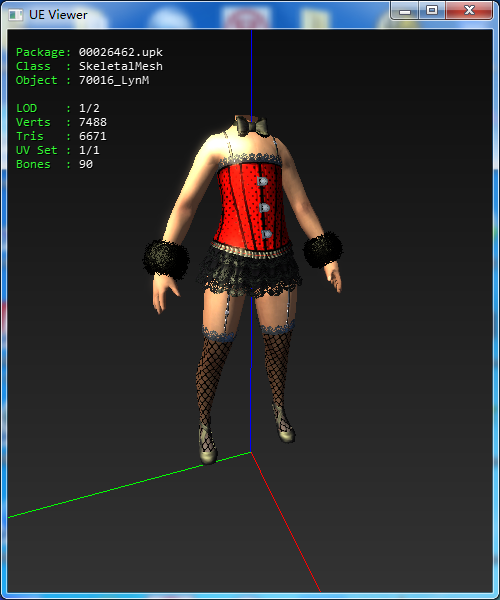 UE Viewer
Package: 00026462.upk
Class : SkeletalMesh
Object : 70016_LynM
LOD : 1/2
Verts : 7488
Tris : 6671
UV Set : 1/1
Bones : 90